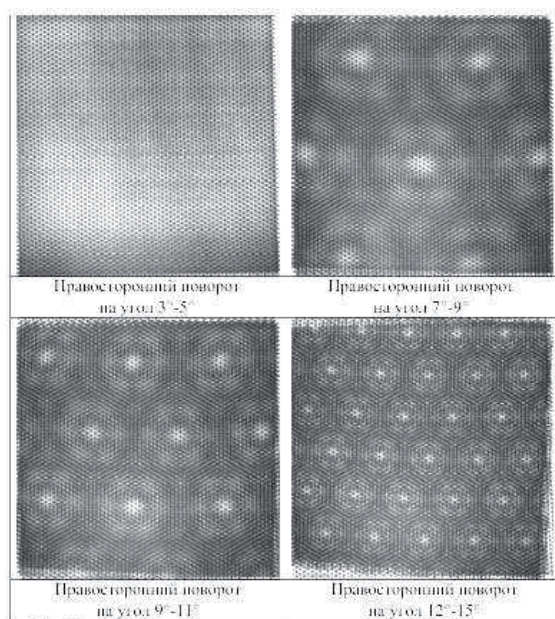 Правосторонний поворот
на угол 3°-5°
Правосторонний поворот
на угол 7°-9°
Правосторонний поворот
на угол 9°-11°
Правосторонний поворот
на угол 12°-15°